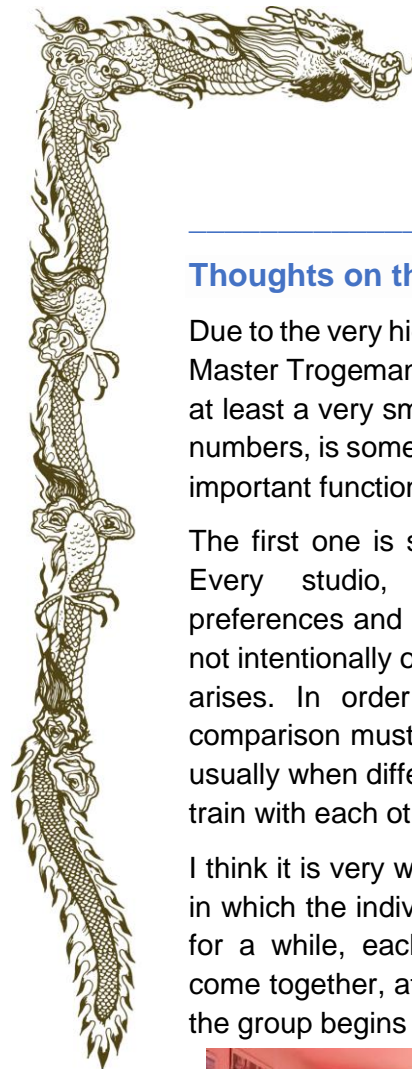 Thoughts on th
Due to the very hi
Master Trogemar
at least a very sm
numbers, is some
important function
The first one is s
Every studio,
preferences and
not intentionally c
arises. In order
comparison must
usually when diffe
train with each ot
I think it is very w
in which the indiv
for a while, eac
come together, a
the group begins